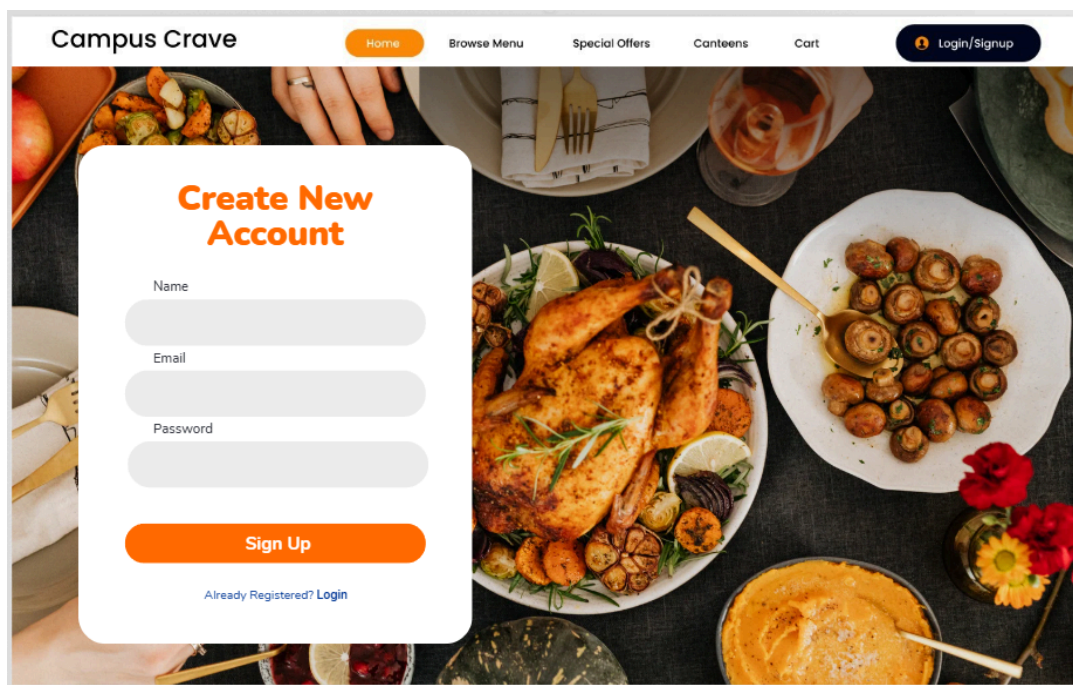 Campus Crave
Home
Browse Menu
Special Offers
Canteens
Cart
Login/Signup
Create New
Account
Name
Email
Password
Sign Up
Already Registered? Login